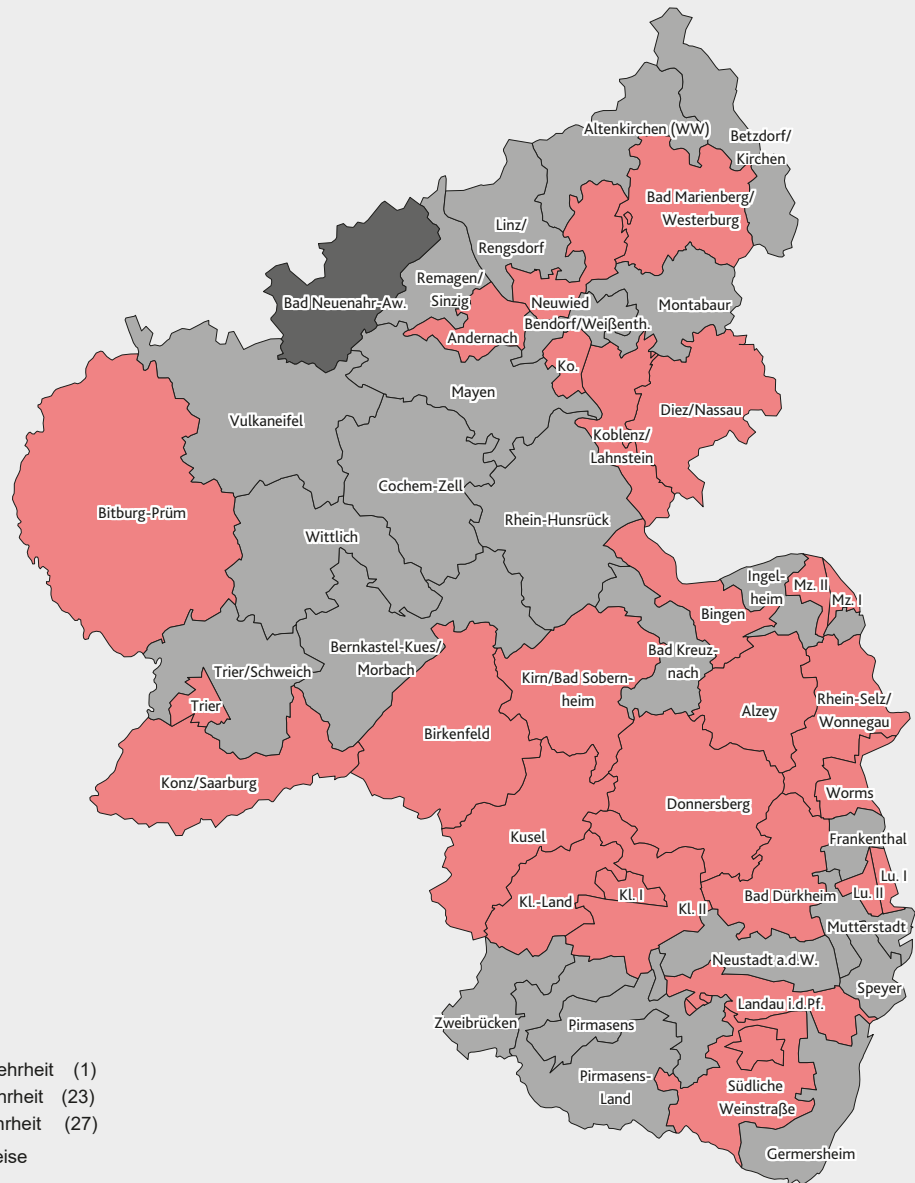 Altenkirchen (WW)
Betzdorf/
Kirchen
Bad Marienberg/
Westerburg
Linz/
Rengsdorf
Remagen/
Sinzig
Bad Neuenahr-Aw.
Neuwied
Montabaur
Bendorf/Weißenth.
Andernach
Ko.
Mayen
Diez/Nassau
Vulkaneifel
Koblenz/
Lahnstein
Cochem-Zell
Bitburg-Prüm
Rhein-Hunsrück
Wittlich
Ingel-
heim
Mz. II
Mz. I
Bingen
Bernkastel-Kues/
Morbach
Bad Kreuz-
nach
Trier/Schweich
Kirn/Bad Sobern-
heim
Trier
Alzey
Rhein-Selz/
Wonnegau
Birkenfeld
Konz/Saarburg
Worms
Donnersberg
Kusel
Frankenthal
Lu. I
Lu. II
Kl.-Land
Kl. I
Kl. II
Bad Dürkheim
Mutterstadt
Neustadt a.d.W.
Speyer
Landau i.d.Pf.
Zweibrücken
Pirmasens
Pirmasens-
Land
Südliche
Weinstraße
Germersheim
ehrheit (1)
hrheit (23)
hrheit (27)
eise